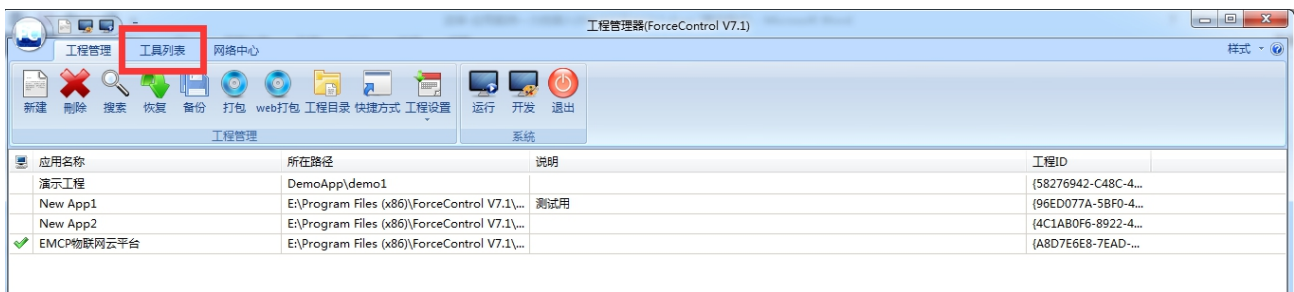 工程管理器(ForceControl V7.1)
工程管理 工具列表 网络中心 样式
新建 删除 搜索 恢复 备份 打包 web打包 工程目录 快捷方式 工程设置 运行 开发 退出
工程管理 系统
应用名称 所在路径 说明 工程ID
演示工程 DemoApp\demo1 {58276942-C48C-4...
New App1 E:\Program Files (x86)\ForceControl V7.1\... 测试用 {96ED077A-5BF0-4...
New App2 E:\Program Files (x86)\ForceControl V7.1\... {4C1AB0F6-8922-4...
EMCP物联网云平台 E:\Program Files (x86)\ForceControl V7.1\... {A8D7E6E8-7EAD-...